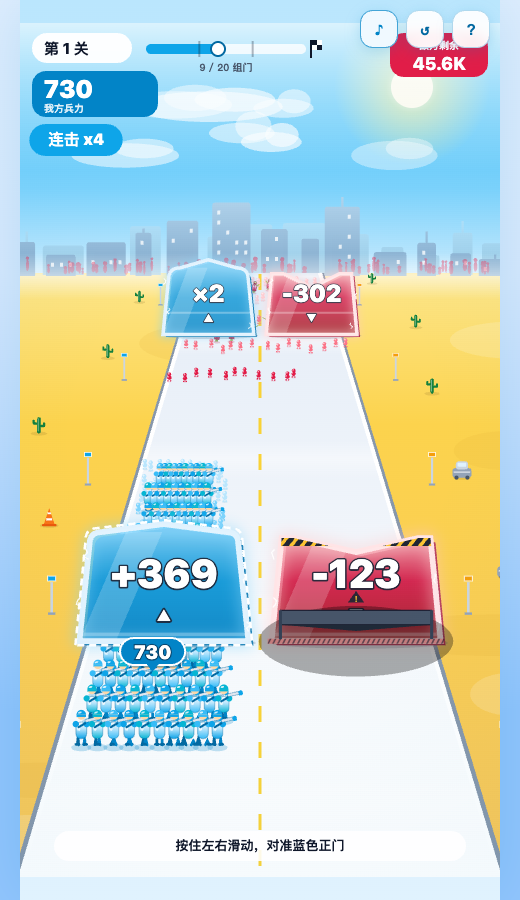 ♪ ↺ ?
第 1 关
9 / 20 组门
45.6K
730
我方兵力
连击 x4
×2
-302
+369
-123
730
按住左右滑动，对准蓝色正门